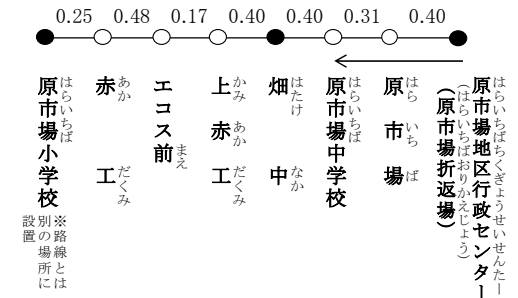 0.25 0.48 0.17 0.40 0.40 0.31 0.40
原市場地区行政センター
はらいちばちくぎょうせいせんたー
(原市場折返場)
(はらいちばおりかえじょう)
原市場
はらいちば
原市場中学校
はらいちば
畑中
はたけなか
上赤工
かみあかだくみ
エコス前
まえ
赤工
あかだくみ
原市場小学校
はらいちば
※路線とは
別の場所に
設置